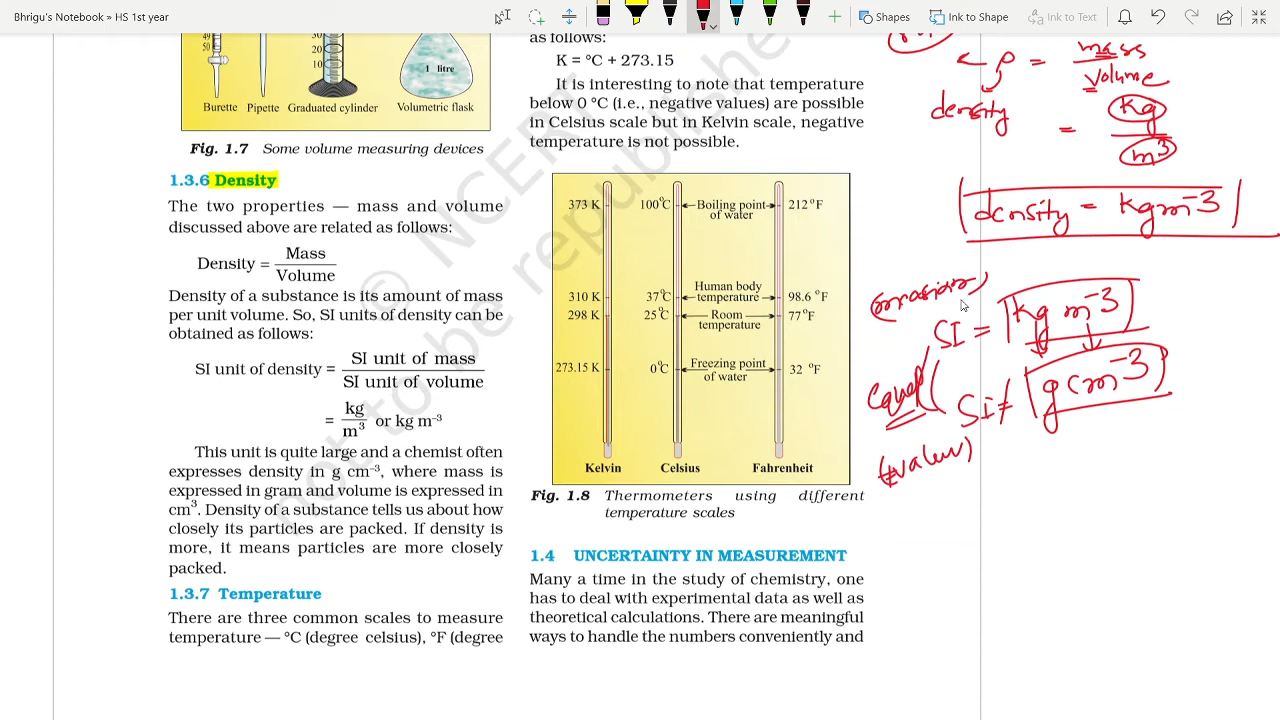 Bhrigu's Notebook » HS 1st year
Shapes
Ink to Shape
Ink to Text
49
50
30
20
10
1 litre
Burette Pipette Graduated cylinder Volumetric flask
Fig. 1.7 Some volume measuring devices
1.3.6 Density
The two properties — mass and volume
discussed above are related as follows:
Density = Mass
Volume
Density of a substance is its amount of mass
per unit volume. So, SI units of density can be
obtained as follows:
SI unit of density = SI unit of mass
SI unit of volume
= kg
m³ or kg m⁻³
This unit is quite large and a chemist often
expresses density in g cm⁻³, where mass is
expressed in gram and volume is expressed in
cm³. Density of a substance tells us about how
closely its particles are packed. If density is
more, it means particles are more closely
packed.
1.3.7 Temperature
There are three common scales to measure
temperature — °C (degree celsius), °F (degree
as follows:
K = °C + 273.15
It is interesting to note that temperature
below 0 °C (i.e., negative values) are possible
in Celsius scale but in Kelvin scale, negative
temperature is not possible.
373 K 100°C Boiling point of water 212°F
310 K 37°C Human body temperature 98.6 °F
298 K 25°C Room temperature 77°F
273.15 K 0°C Freezing point of water 32 °F
Kelvin Celsius Fahrenheit
Fig. 1.8 Thermometers using different
temperature scales
1.4 UNCERTAINTY IN MEASUREMENT
Many a time in the study of chemistry, one
has to deal with experimental data as well as
theoretical calculations. There are meaningful
ways to handle the numbers conveniently and
© NCERT
not to be republished
ρ = mass
volume
density
= kg
m³
density = kgm⁻³
SI = kg m⁻³
SI ≠ gcm⁻³
equal